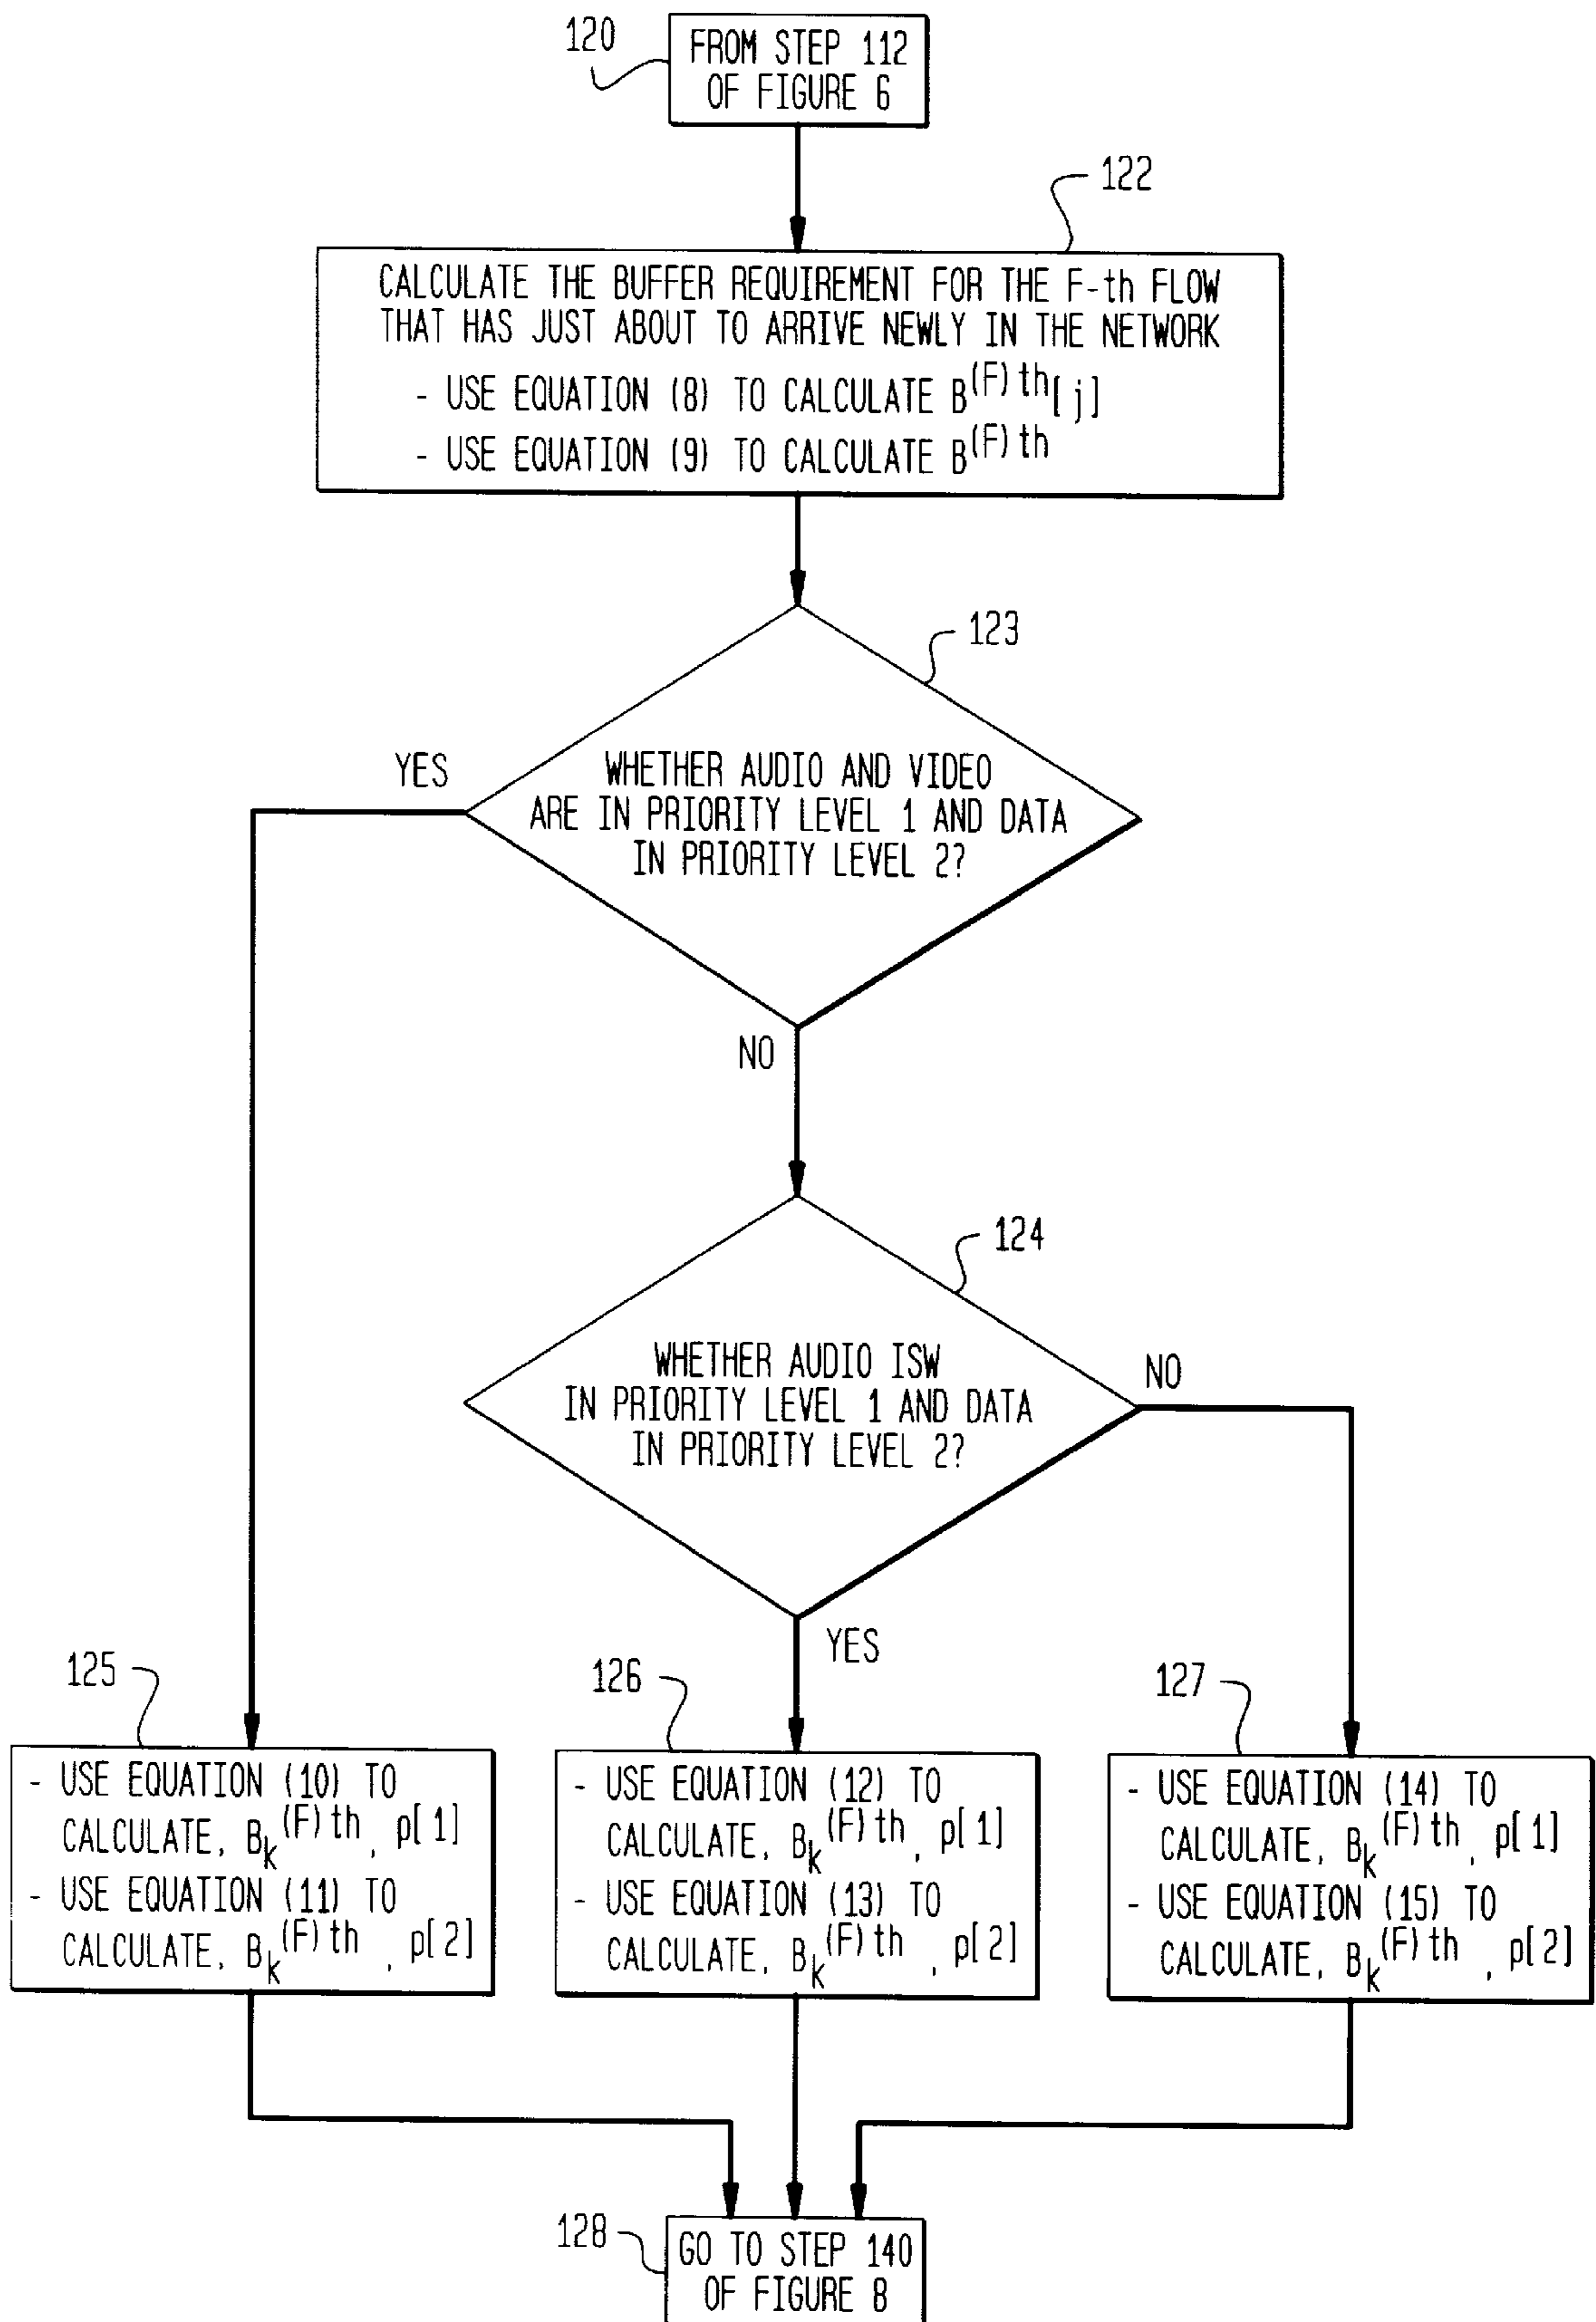 120
FROM STEP 112
OF FIGURE 6
122
CALCULATE THE BUFFER REQUIREMENT FOR THE F-th FLOW
THAT HAS JUST ABOUT TO ARRIVE NEWLY IN THE NETWORK
- USE EQUATION (8) TO CALCULATE B(F) th[j]
- USE EQUATION (9) TO CALCULATE B(F) th
123
YES
WHETHER AUDIO AND VIDEO
ARE IN PRIORITY LEVEL 1 AND DATA
IN PRIORITY LEVEL 2?
NO
124
WHETHER AUDIO ISW
IN PRIORITY LEVEL 1 AND DATA
IN PRIORITY LEVEL 2?
NO
YES
125
- USE EQUATION (10) TO
CALCULATE, Bk(F) th, p[1]
- USE EQUATION (11) TO
CALCULATE, Bk(F) th, p[2]
126
- USE EQUATION (12) TO
CALCULATE, Bk(F) th, p[1]
- USE EQUATION (13) TO
CALCULATE, Bk(F) th, p[2]
127
- USE EQUATION (14) TO
CALCULATE, Bk(F) th, p[1]
- USE EQUATION (15) TO
CALCULATE, Bk(F) th, p[2]
128
GO TO STEP 140
OF FIGURE 8